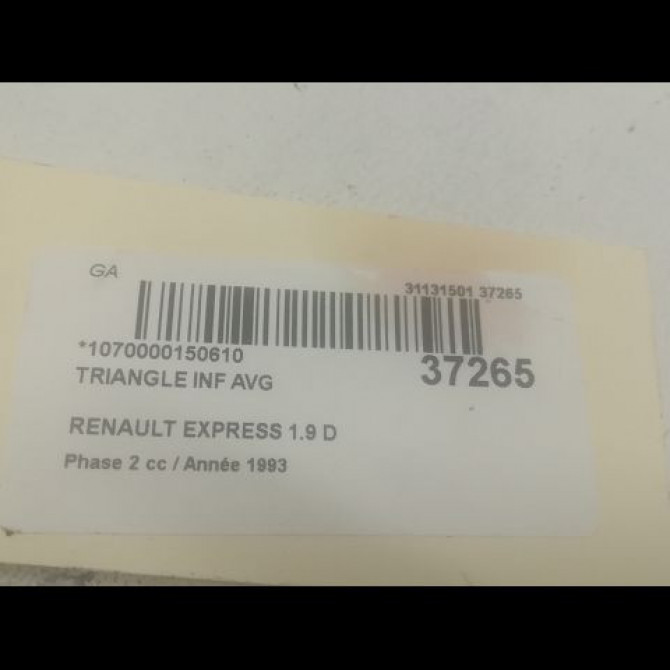 GA
31131501 37265
*1070000150610
37265
TRIANGLE INF AVG
RENAULT EXPRESS 1.9 D
Phase 2 cc / Année 1993